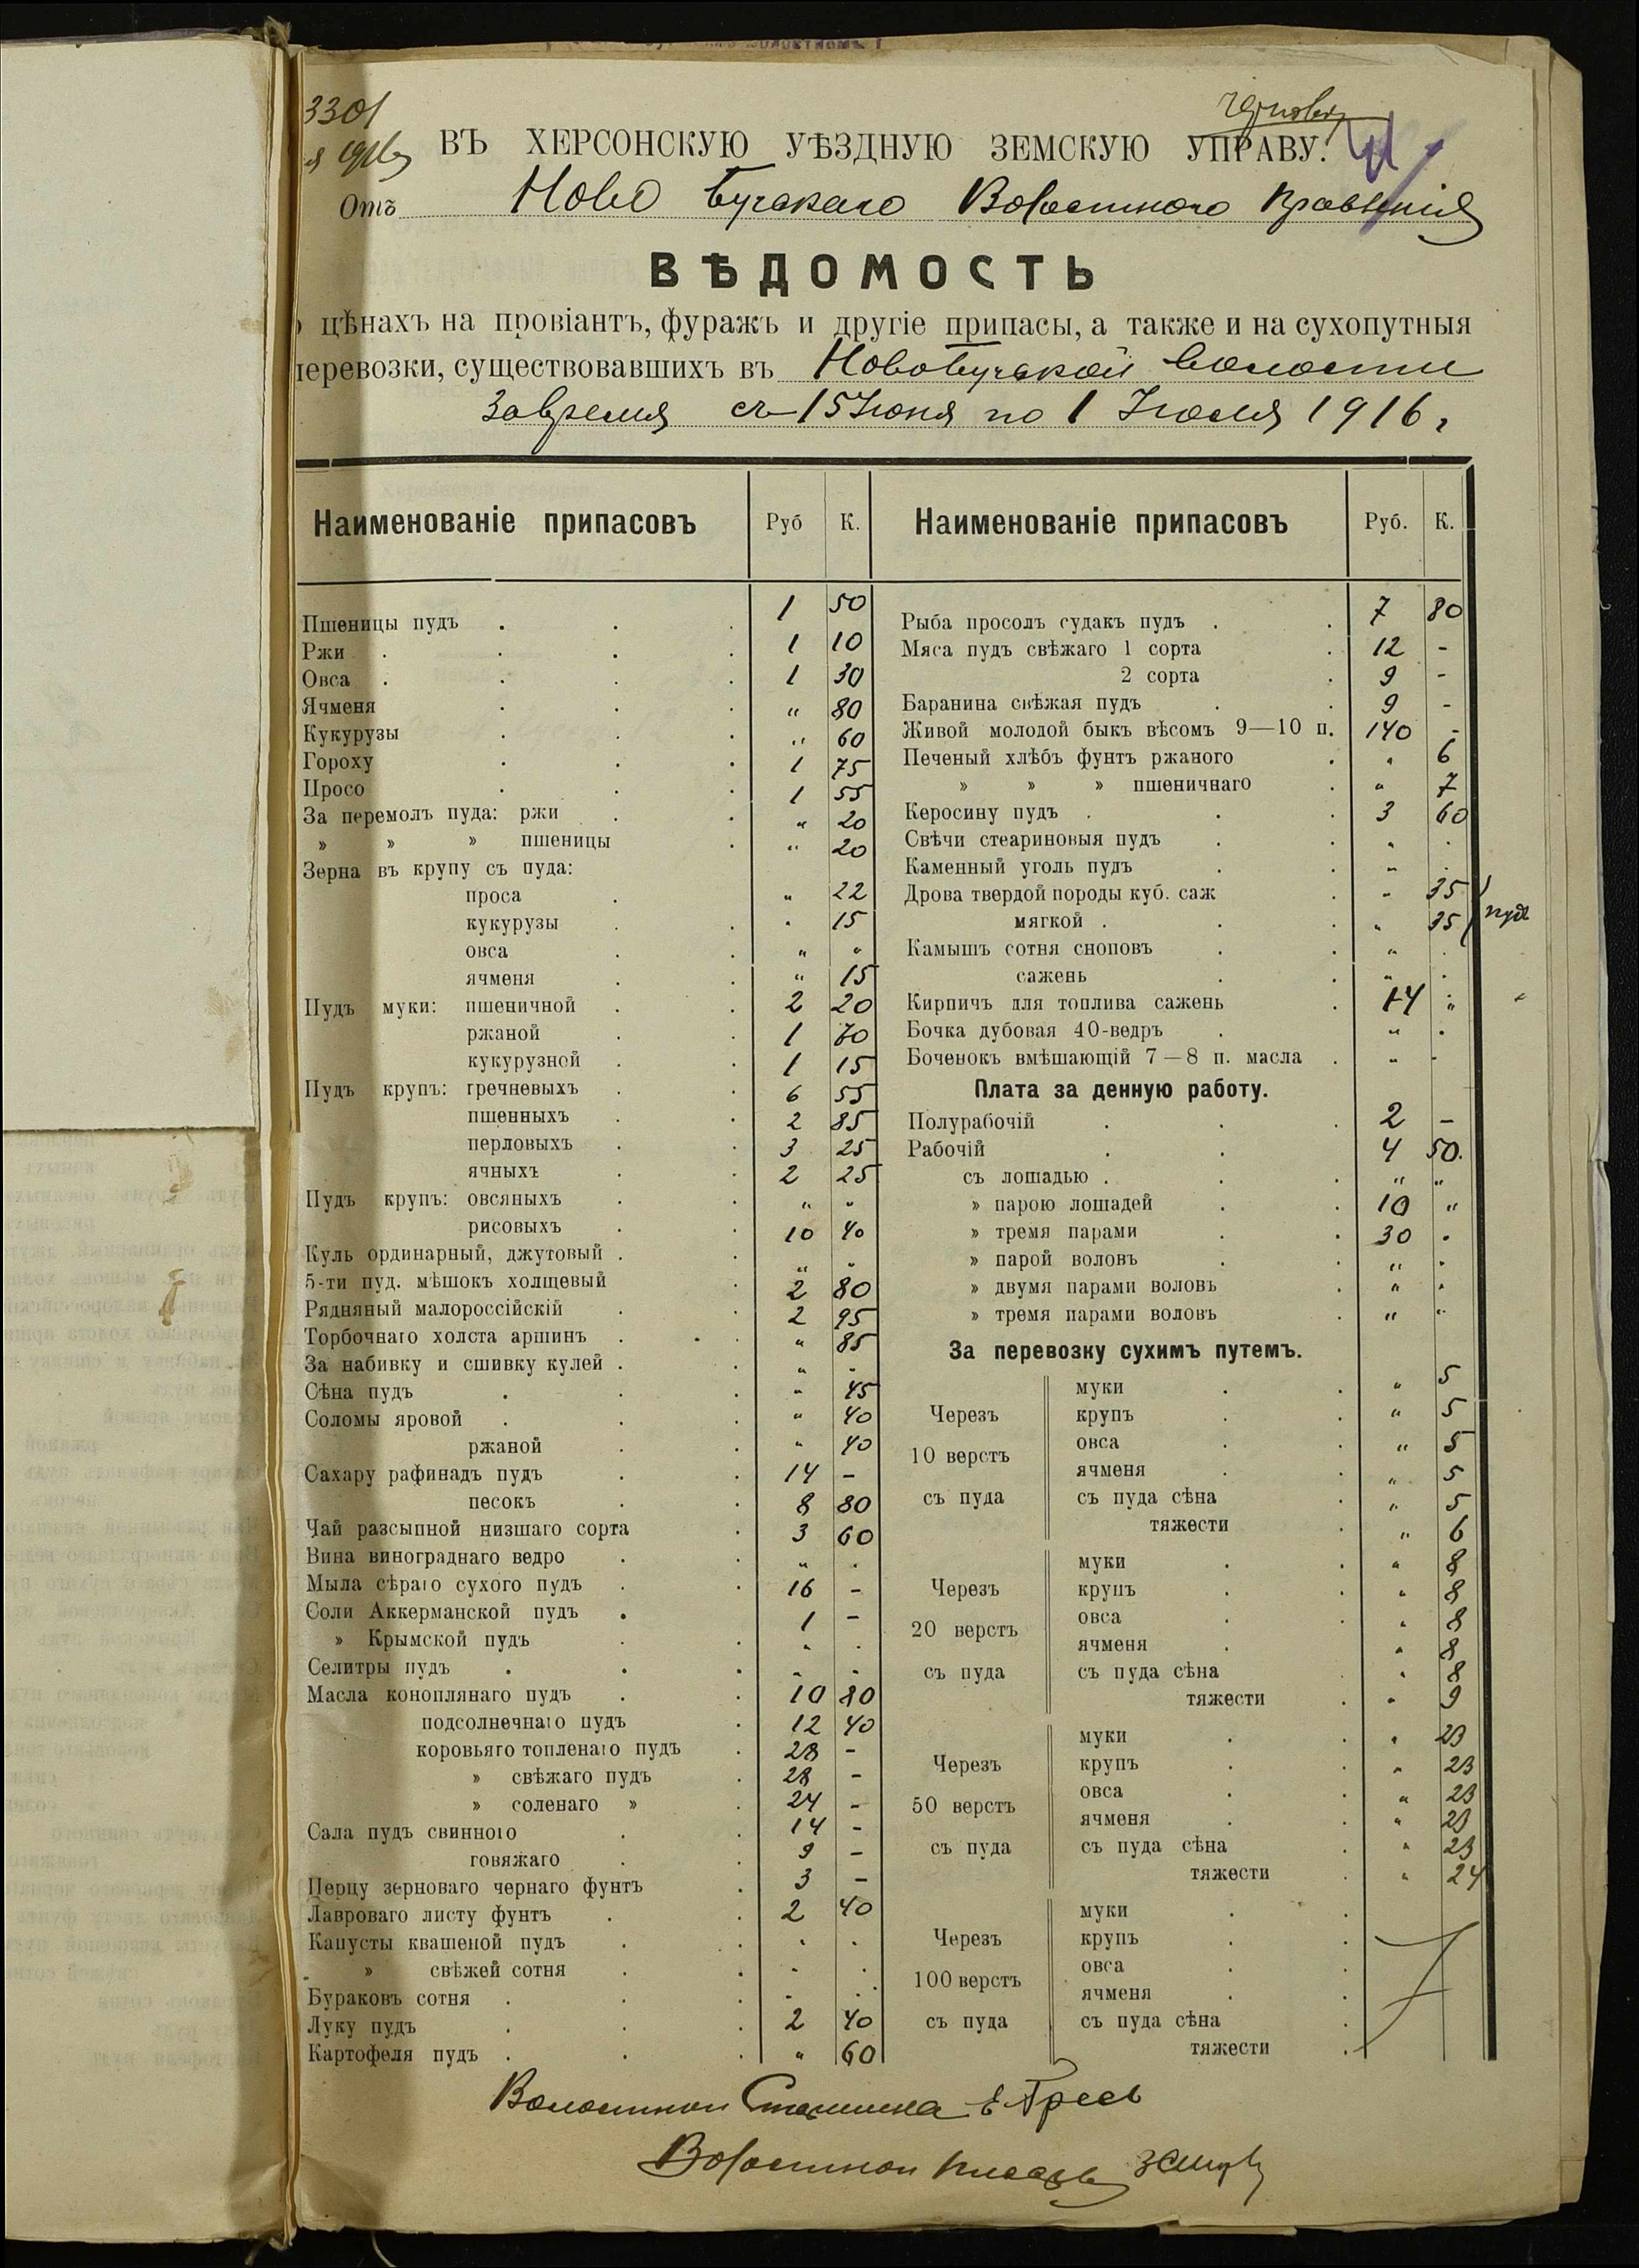 3301
ВЪ ХЕРСОНСКУЮ УѢЗДНУЮ ЗЕМСКУЮ УПРАВУ.
Отъ Ново Бугскаго Волостного Правленія
ВѢДОМОСТЬ
цѣнахъ на провіантъ, фуражъ и другіе припасы, а также и на сухопутныя
перевозки, существовавшихъ въ Новобугской волости
За время съ 15 Іюня по 1 Іюля 1916 г.
Наименованіе припасовъ Руб К.
Пшеницы пудъ 1 50
Ржи 1 10
Овса 1 30
Ячменя " 80
Кукурузы " 60
Гороху 1 75
Просо 1 55
За перемолъ пуда: ржи " 20
» » » пшеницы " 20
Зерна въ крупу съ пуда:
проса " 22
кукурузы " 15
овса " "
ячменя " 15
Пудъ муки: пшеничной 2 20
ржаной 1 70
кукурузной 1 15
Пудъ крупъ: гречневыхъ 6 55
пшенныхъ 2 85
перловыхъ 3 25
ячныхъ 2 25
Пудъ крупъ: овсяныхъ " "
рисовыхъ 10 40
Куль ординарный, джутовый " "
5-ти пуд. мѣшокъ холщевый 2 80
Рядняный малороссійскій 2 95
Торбочнаго холста аршинъ " 85
За набивку и сшивку кулей " "
Сѣна пудъ " 45
Соломы яровой " 40
ржаной " 40
Сахару рафинадъ пудъ 14 -
песокъ 8 80
Чай разсыпной низшаго сорта 3 60
Вина винограднаго ведро " "
Мыла сѣраго сухого пудъ 16 -
Соли Аккерманской пудъ 1 -
» Крымской пудъ " "
Селитры пудъ " "
Масла коноплянаго пудъ 10 80
подсолнечнаго пудъ 12 40
коровьяго топленаго пудъ 28 -
» свѣжаго пудъ 28 -
» соленаго » 24 -
Сала пудъ свинного 14 -
говяжаго 9 -
Перцу зерноваго чернаго фунтъ 3 -
Лавроваго листу фунтъ 2 40
Капусты квашеной пудъ " "
» свѣжей сотня " "
Бураковъ сотня " "
Луку пудъ 2 40
Картофеля пудъ " 60
Наименованіе припасовъ Руб. К.
Рыба просолъ судакъ пудъ 7 80
Мяса пудъ свѣжаго 1 сорта 12 -
2 сорта 9 -
Баранина свѣжая пудъ 9 -
Живой молодой быкъ вѣсомъ 9—10 п. 140 -
Печеный хлѣбъ фунтъ ржаного " 6
» » » пшеничнаго " 7
Керосину пудъ 3 60
Свѣчи стеариновыя пудъ " "
Каменный уголь пудъ " "
Дрова твердой породы куб. саж " 35
мягкой " 35 пудъ
Камышъ сотня сноповъ " "
сажень " "
Кирпичъ для топлива сажень 14 "
Бочка дубовая 40-ведръ " "
Боченокъ вмѣшающій 7—8 п. масла " "
Плата за денную работу.
Полурабочій 2 -
Рабочій 4 50.
съ лошадью " "
» парою лошадей 10 "
» тремя парами 30 "
» парой воловъ " "
» двумя парами воловъ " "
» тремя парами воловъ " "
За перевозку сухимъ путемъ.
Черезъ 10 верстъ съ пуда
муки " 5
крупъ " 5
овса " 5
ячменя " 5
съ пуда сѣна " 5
тяжести " 6
Черезъ 20 верстъ съ пуда
муки " 8
крупъ " 8
овса " 8
ячменя " 8
съ пуда сѣна " 8
тяжести " 9
Черезъ 50 верстъ съ пуда
муки " 23
крупъ " 23
овса " 23
ячменя " 23
съ пуда сѣна " 23
тяжести " 24
Черезъ 100 верстъ съ пуда
муки
крупъ
овса
ячменя
съ пуда сѣна
тяжести
Волостной Старшина
Волостной Писарь